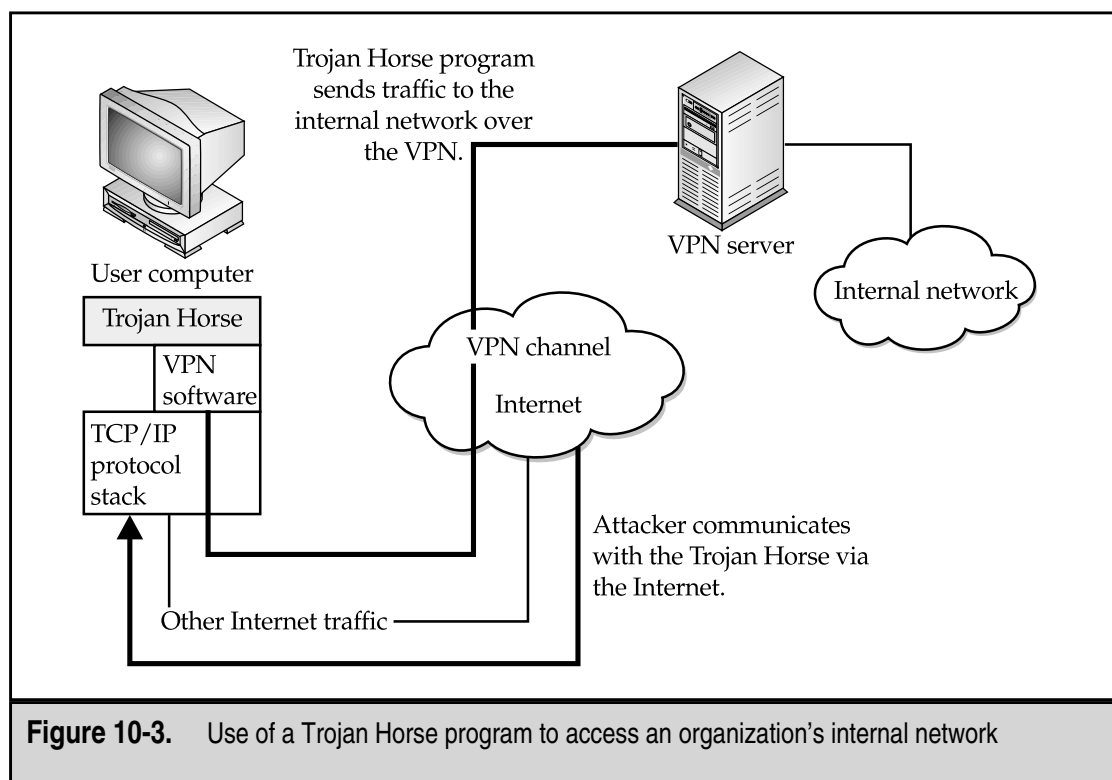 Trojan Horse program
sends traffic to the
internal network over
the VPN.
User computer
VPN server
Trojan Horse
VPN
software
TCP/IP
protocol
stack
VPN channel
Internet
Internal network
Attacker communicates
with the Trojan Horse via
the Internet.
Other Internet traffic
Figure 10-3. Use of a Trojan Horse program to access an organization's internal network